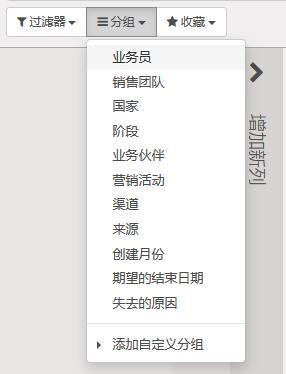 过滤器 分组 收藏
业务员
销售团队
国家
阶段
业务伙伴
营销活动
渠道
来源
创建月份
期望的结束日期
失去的原因
添加自定义分组
增加新列